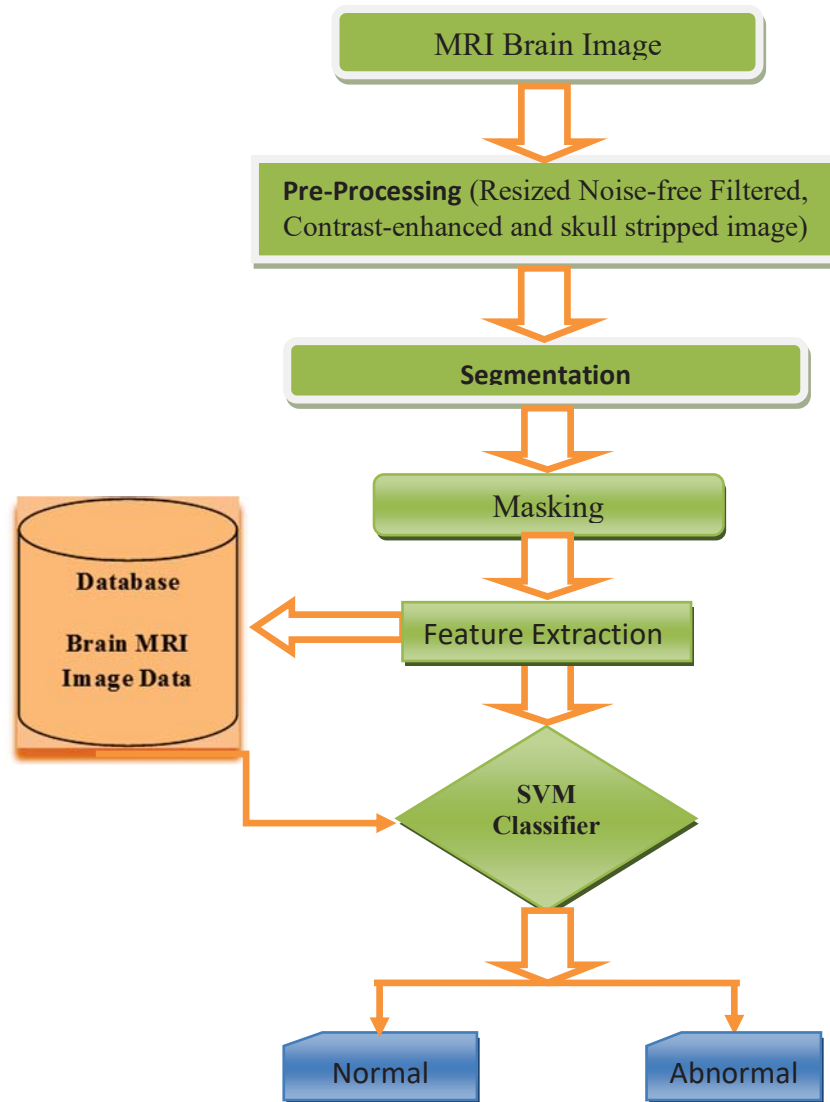 MRI Brain Image
Pre-Processing (Resized Noise-free Filtered,
Contrast-enhanced and skull stripped image)
Segmentation
Masking
Database
Brain MRI
Image Data
Feature Extraction
SVM
Classifier
Normal
Abnormal